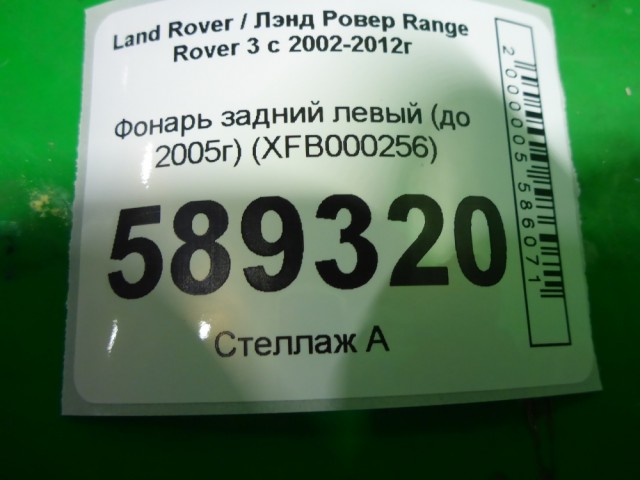 Land Rover / Лэнд Ровер Range
Rover 3 с 2002-2012г
Фонарь задний левый (до
2005г) (XFB000256)
589320
Стеллаж А
2000005586071